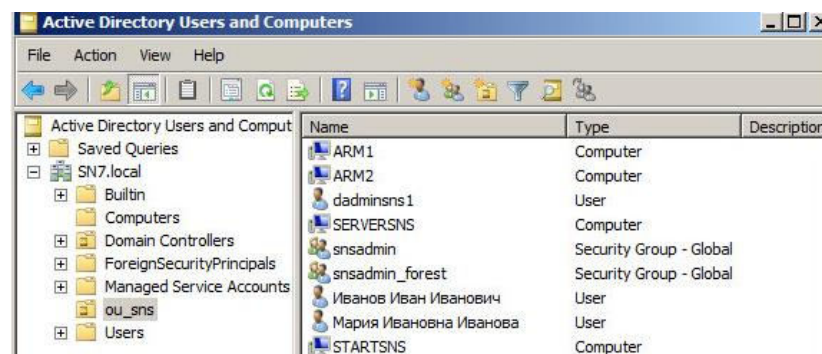 Active Directory Users and Computers
File Action View Help
Active Directory Users and Comput
Name Type Description
Saved Queries
ARM1 Computer
SN7.local
ARM2 Computer
Builtin
dadminsns1 User
Computers
SERVERSNS Computer
Domain Controllers
snsadmin Security Group - Global
ForeignSecurityPrincipals
snsadmin_forest Security Group - Global
Managed Service Accounts
Иванов Иван Иванович User
ou_sns
Мария Ивановна Иванова User
Users
STARTSNS Computer